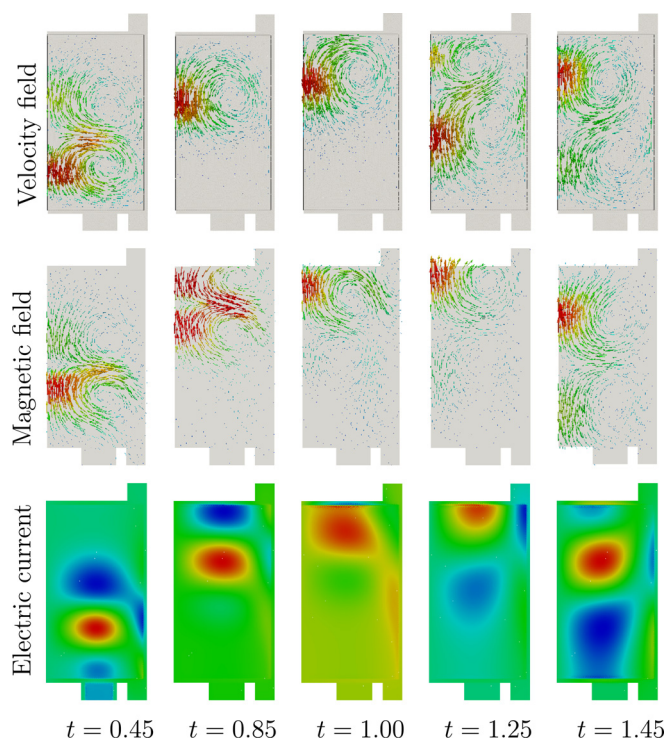 Velocity field
Magnetic field
Electric current
t = 0.45
t = 0.85
t = 1.00
t = 1.25
t = 1.45